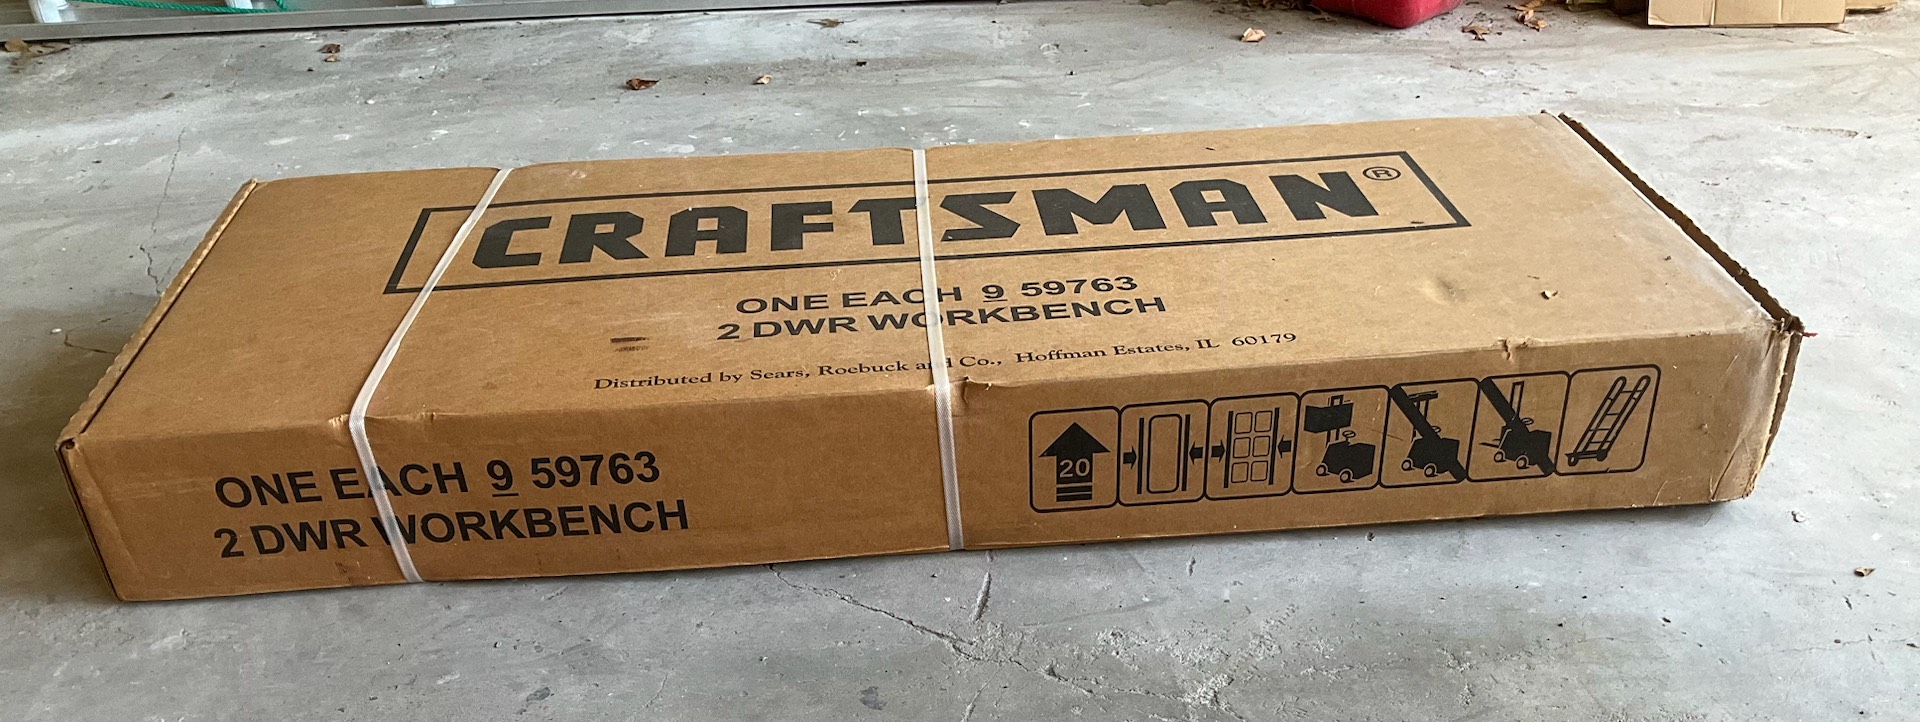 CRAFTSMAN®
ONE EACH 9 59763
2 DWR WORKBENCH
Distributed by Sears, Roebuck and Co., Hoffman Estates, IL 60179
ONE EACH 9 59763
2 DWR WORKBENCH
20